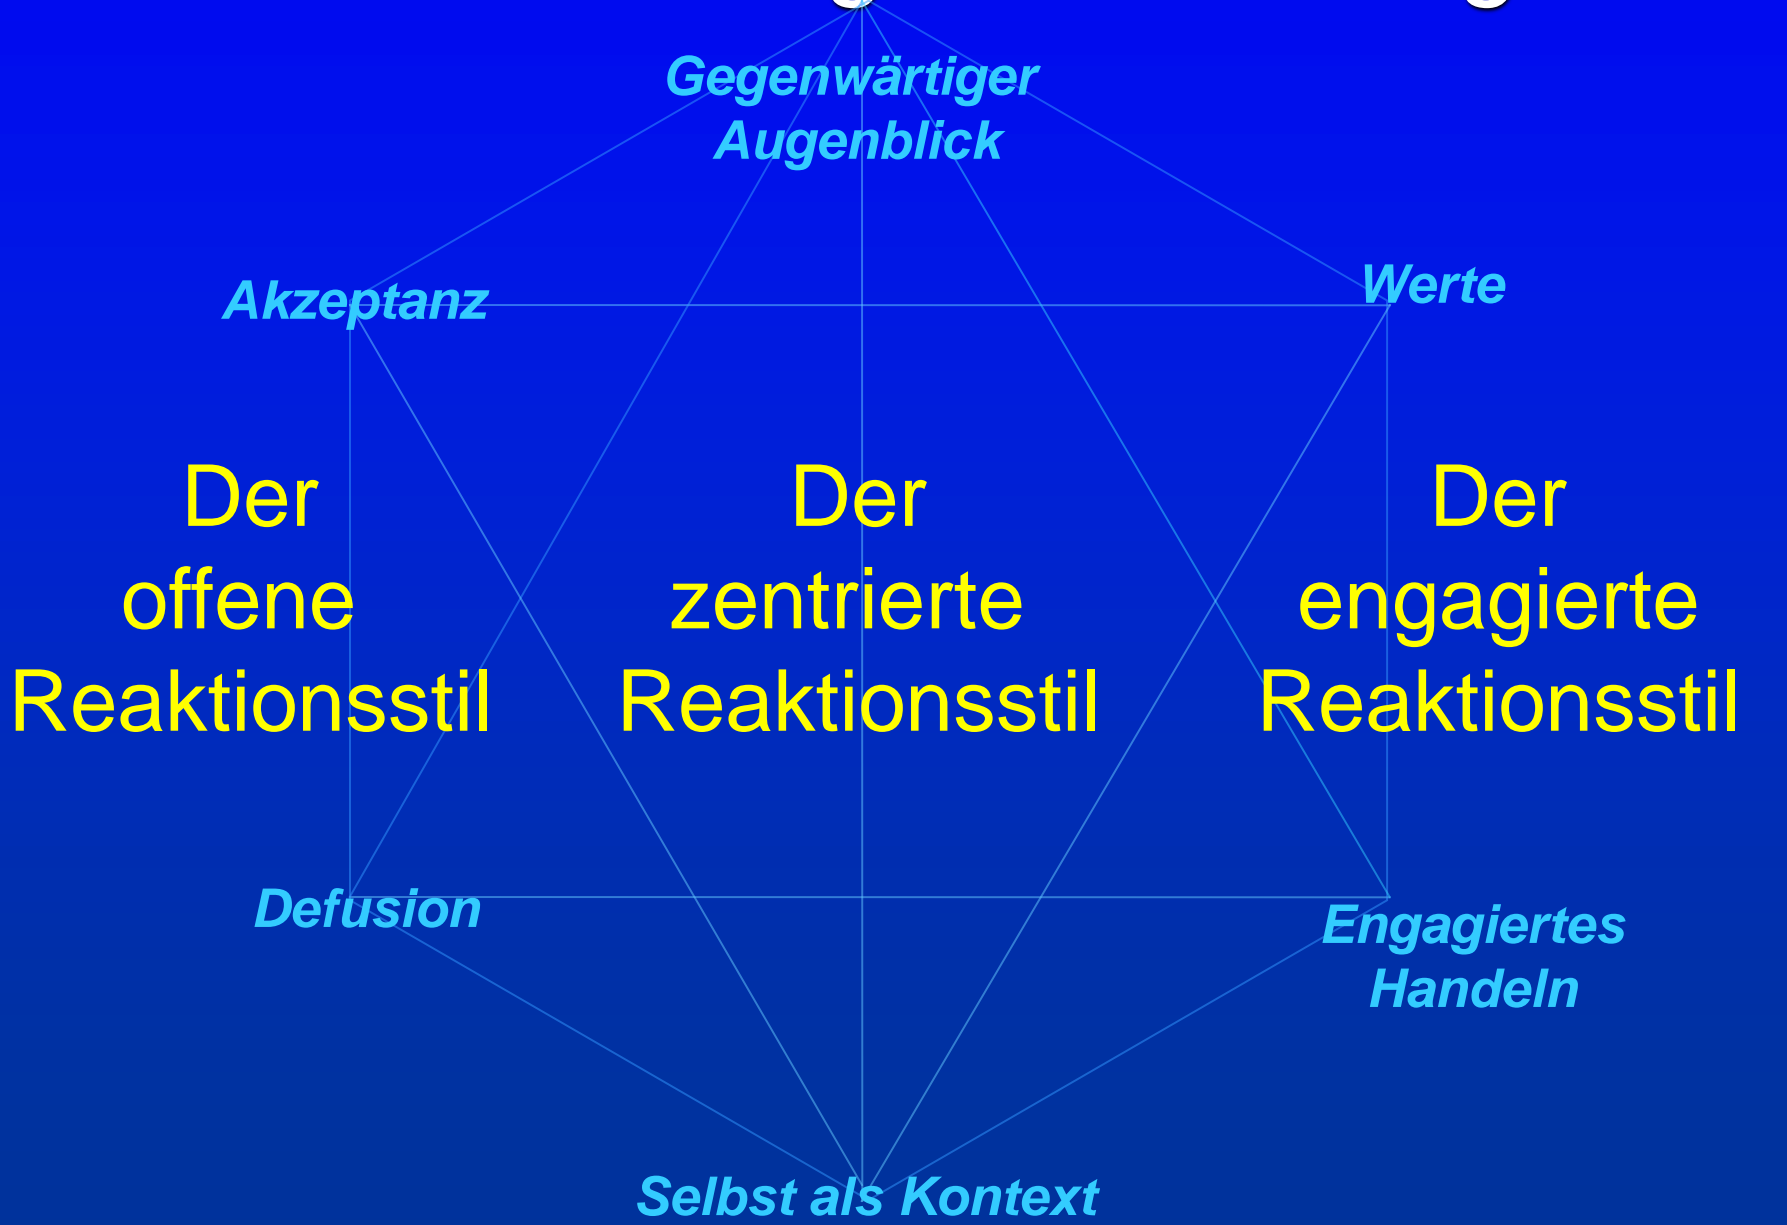 Gegenwärtiger
Augenblick
Akzeptanz
Werte
Der
offene
Reaktionsstil
Der
zentrierte
Reaktionsstil
Der
engagierte
Reaktionsstil
Defusion
Engagiertes
Handeln
Selbst als Kontext